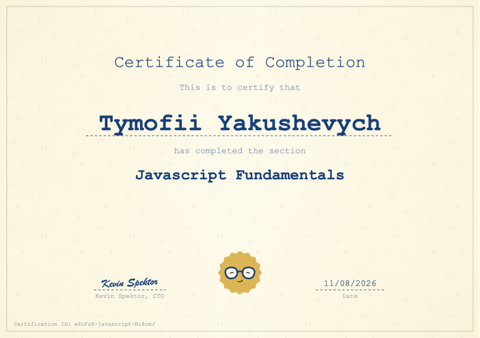 Certificate of Completion
This is to certify that
Tymofii Yakushevych
has completed the section
Javascript Fundamentals
Kevin Spektor
11/08/2026
Kevin Spektor, CTO
Date
Certification ID: